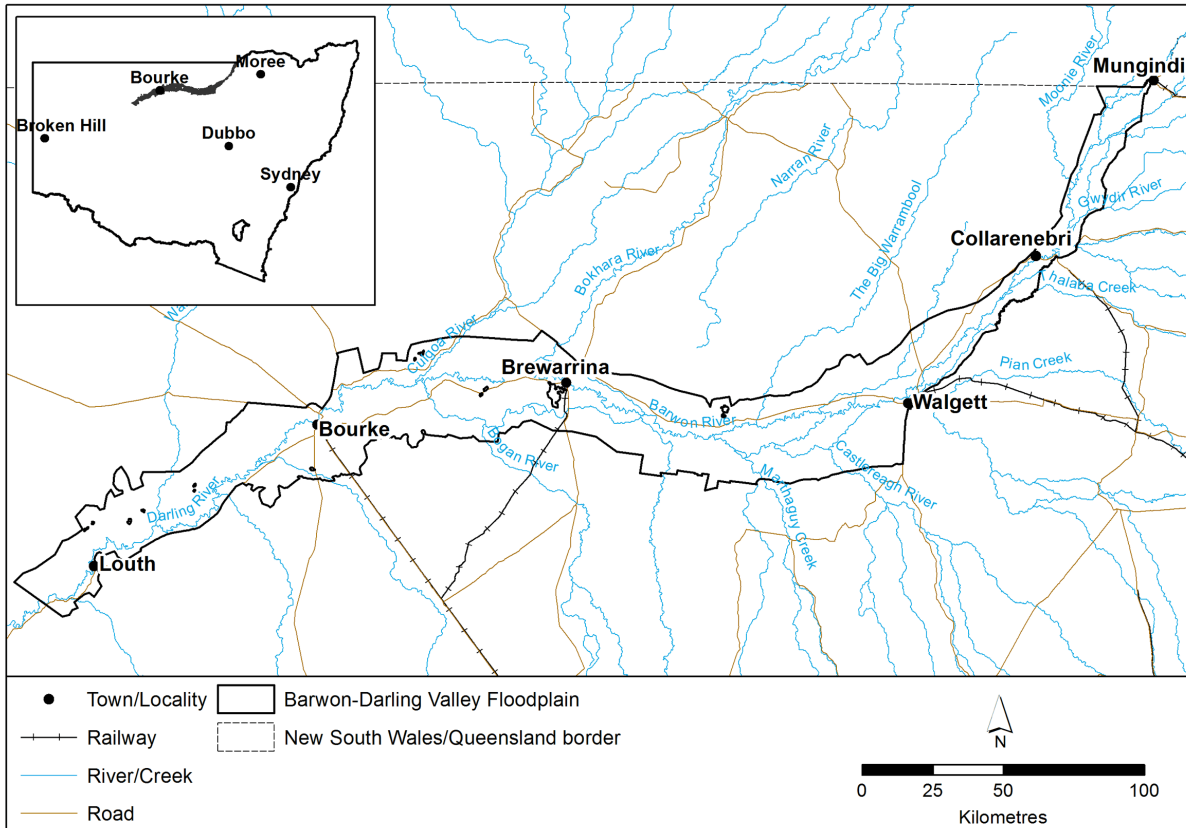 Moree
Bourke
Broken Hill
Dubbo
Sydney
Mungindi
Moonie River
Narran River
Gwydir River
Collarenebri
Bokhara River
The Big Warrambool
Thalaba Creek
Wa
Culgoa River
Pian Creek
Brewarrina
Walgett
Barwon River
Bourke
Bogan River
Castlereagh River
Marthaguy Creek
Darling River
Louth
Town/Locality
Barwon-Darling Valley Floodplain
Railway
New South Wales/Queensland border
River/Creek
Road
N
0 25 50 100
Kilometres